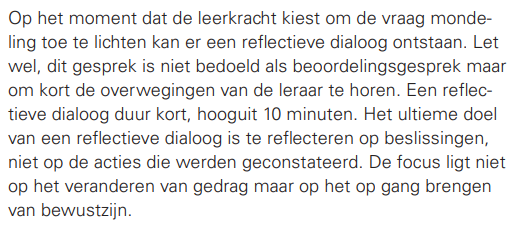 Op het moment dat de leerkracht kiest om de vraag monde-
ling toe te lichten kan er een reflectieve dialoog ontstaan. Let
wel, dit gesprek is niet bedoeld als beoordelingsgesprek maar
om kort de overwegingen van de leraar te horen. Een reflec-
tieve dialoog duur kort, hooguit 10 minuten. Het ultieme doel
van een reflectieve dialoog is te reflecteren op beslissingen,
niet op de acties die werden geconstateerd. De focus ligt niet
op het veranderen van gedrag maar op het op gang brengen
van bewustzijn.